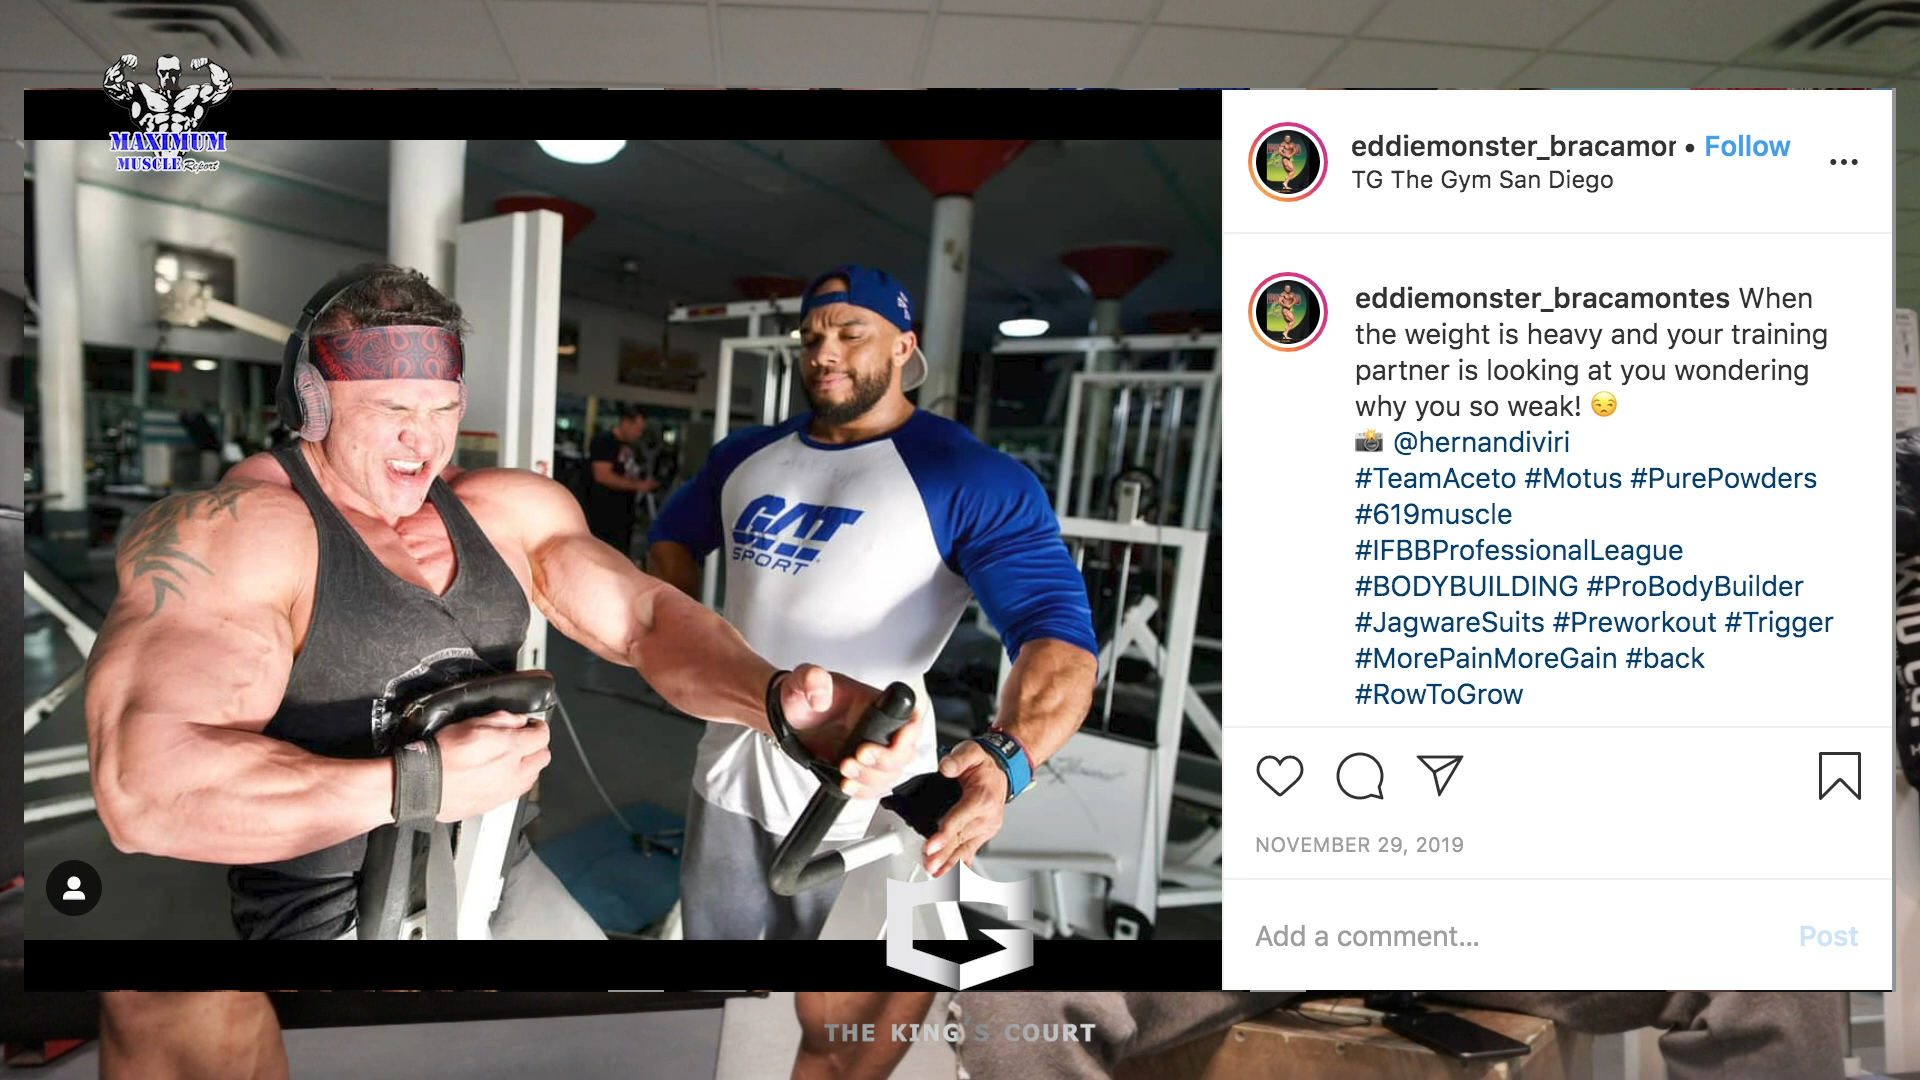 MAXIMUM
MUSCLE Report
GAT
SPORT
eddiemonster_bracamor • Follow
TG The Gym San Diego
eddiemonster_bracamontes When
the weight is heavy and your training
partner is looking at you wondering
why you so weak! 😒
📸 @hernandiviri
#TeamAceto #Motus #PurePowders
#619muscle
#IFBBProfessionalLeague
#BODYBUILDING #ProBodyBuilder
#JagwareSuits #Preworkout #Trigger
#MorePainMoreGain #back
#RowToGrow
NOVEMBER 29, 2019
Add a comment...
Post
THE KING'S COURT